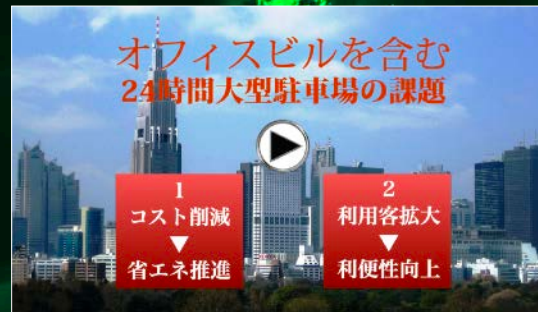 オフィスビルを含む
24時間大型駐車場の課題
1
コスト削減
▼
省エネ推進
2
利用客拡大
▼
利便性向上